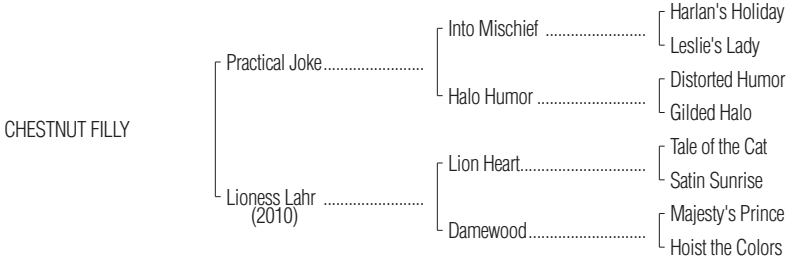 Harlan's Holiday
Into Mischief ........................
Leslie's Lady
Practical Joke........................
Distorted Humor
Halo Humor ..........................
Gilded Halo
CHESTNUT FILLY
Tale of the Cat
Lion Heart..............................
Satin Sunrise
Lioness Lahr ........................
(2010)
Majesty's Prince
Damewood............................
Hoist the Colors